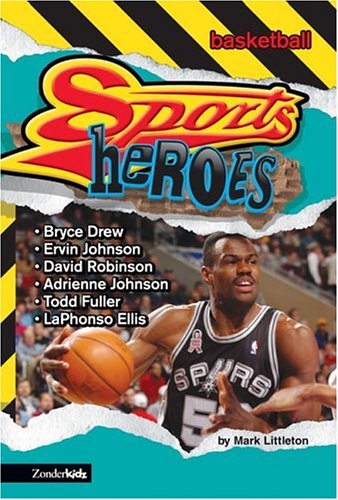 basketball
Sports
heROES
• Bryce Drew
• Ervin Johnson
• David Robinson
• Adrienne Johnson
• Todd Fuller
• LaPhonso Ellis
SPURS
5
by Mark Littleton
Zonderkidz